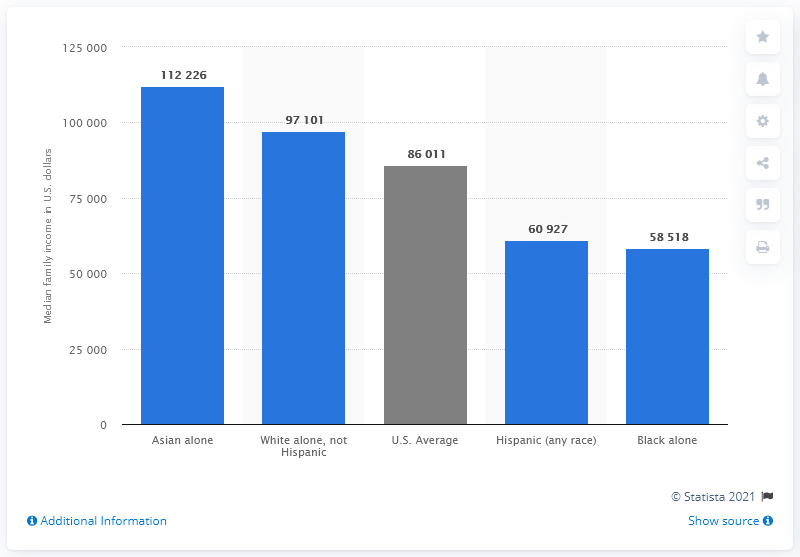 125 000
100 000
75 000
50 000
25 000
0
Median family income in U.S. dollars
112 226
97 101
86 011
60 927
58 518
Asian alone
White alone, not
Hispanic
U.S. Average
Hispanic (any race)
Black alone
© Statista 2021
Additional Information
Show source